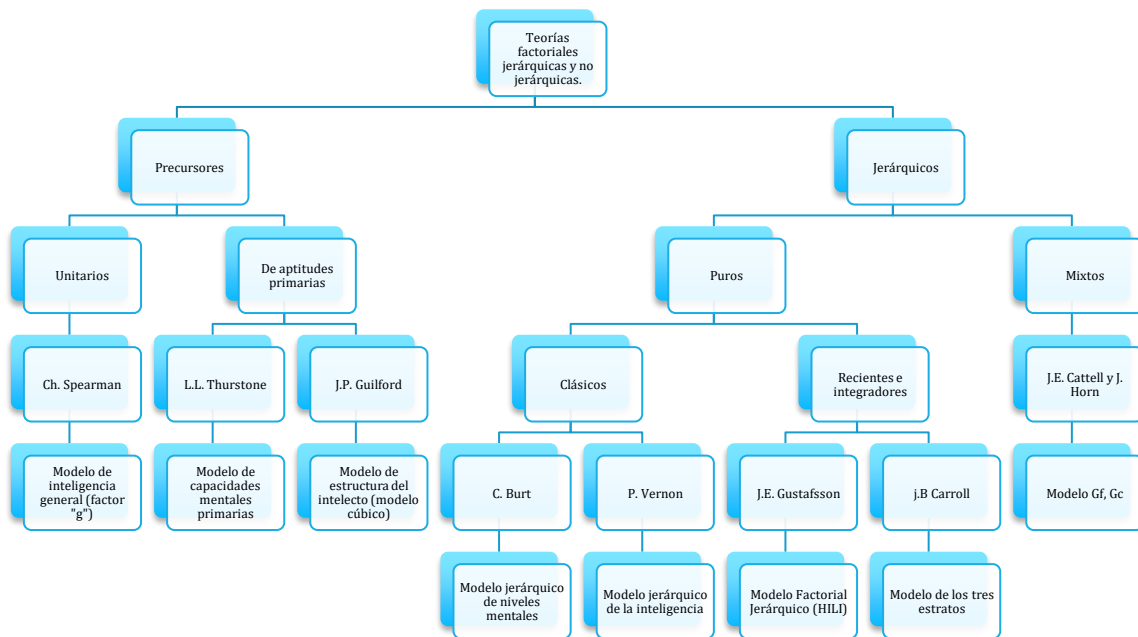 Teorías
factoriales
jerárquicas y no
jerárquicas.
Precursores
Jerárquicos
Unitarios
De aptitudes
primarias
Puros
Mixtos
Ch. Spearman
L.L. Thurstone
J.P. Guilford
Clásicos
Recientes e
integradores
J.E. Cattell y J.
Horn
Modelo de
inteligencia
general (factor
"g")
Modelo de
capacidades
mentales
primarias
Modelo de
estructura del
intelecto (modelo
cúbico)
C. Burt
P. Vernon
J.E. Gustafsson
j.B Carroll
Modelo Gf, Gc
Modelo jerárquico
de niveles
mentales
Modelo jerárquico
de la inteligencia
Modelo Factorial
Jerárquico (HILI)
Modelo de los tres
estratos